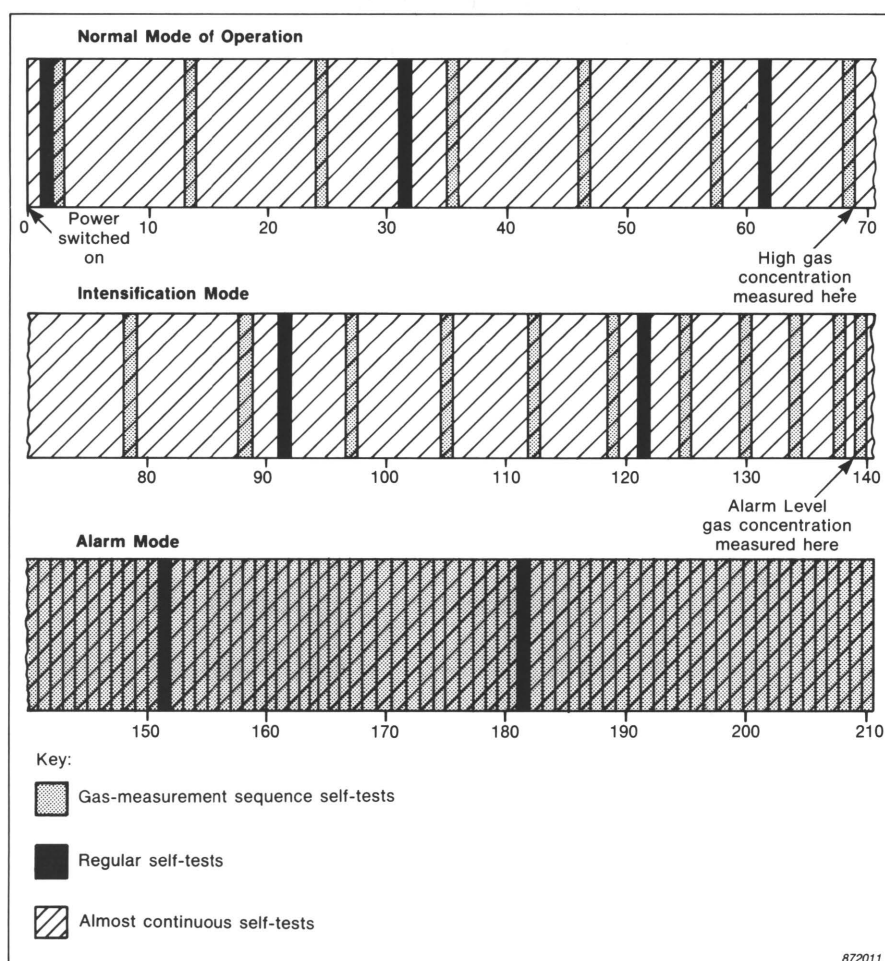 Normal Mode of Operation
0 10 20 30 40 50 60 70
Power
switched
on
High gas
concentration
measured here
Intensification Mode
80 90 100 110 120 130 140
Alarm Level
gas concentration
measured here
Alarm Mode
150 160 170 180 190 200 210
Key:
Gas-measurement sequence self-tests
Regular self-tests
Almost continuous self-tests
872011